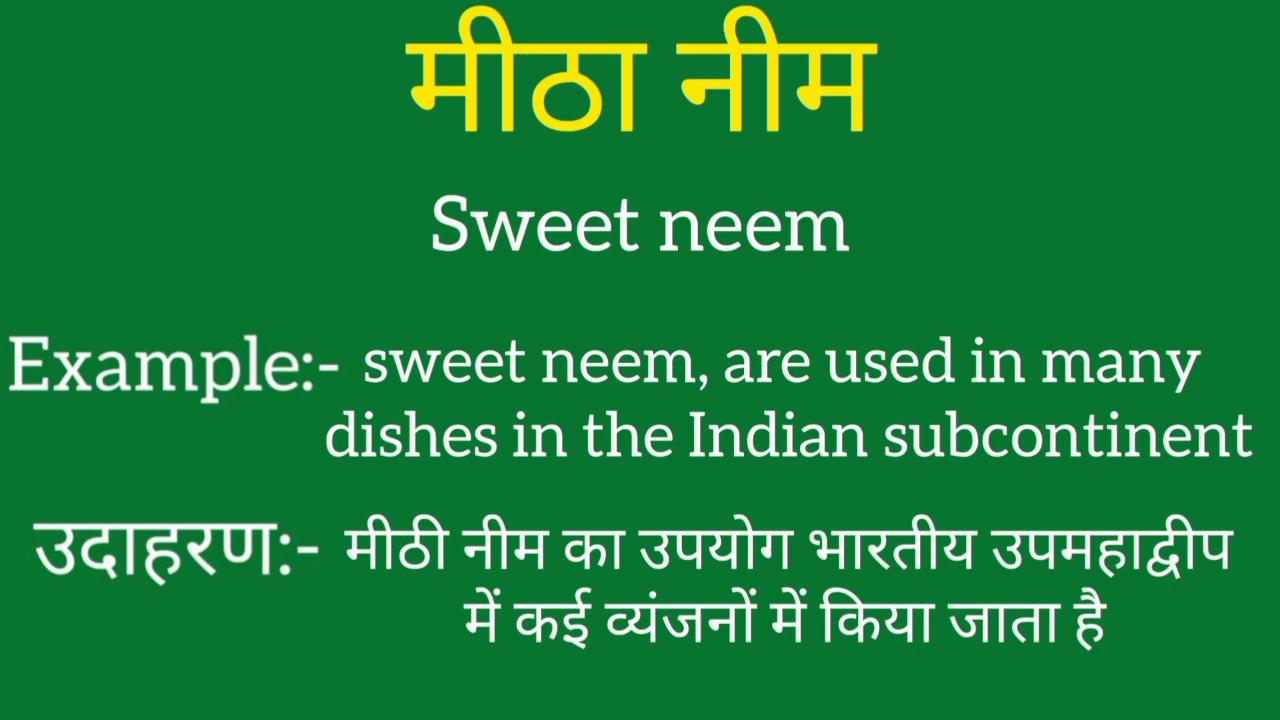 मीठा नीम
Sweet neem
Example:- sweet neem, are used in many
dishes in the Indian subcontinent
उदाहरण:- मीठी नीम का उपयोग भारतीय उपमहाद्वीप
में कई व्यंजनों में किया जाता है